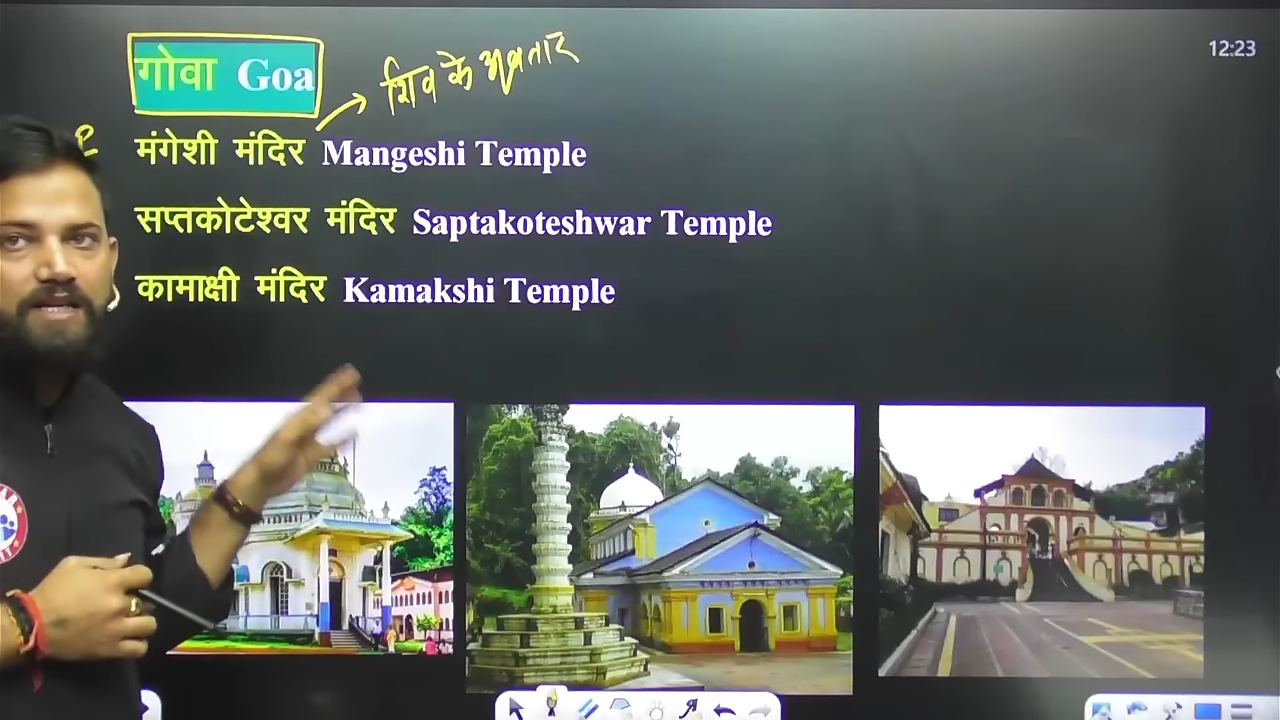 12:23
गोवा Goa
शिव के अवतार
मंगेशी मंदिर Mangeshi Temple
सप्तकोटेश्वर मंदिर Saptakoteshwar Temple
कामाक्षी मंदिर Kamakshi Temple